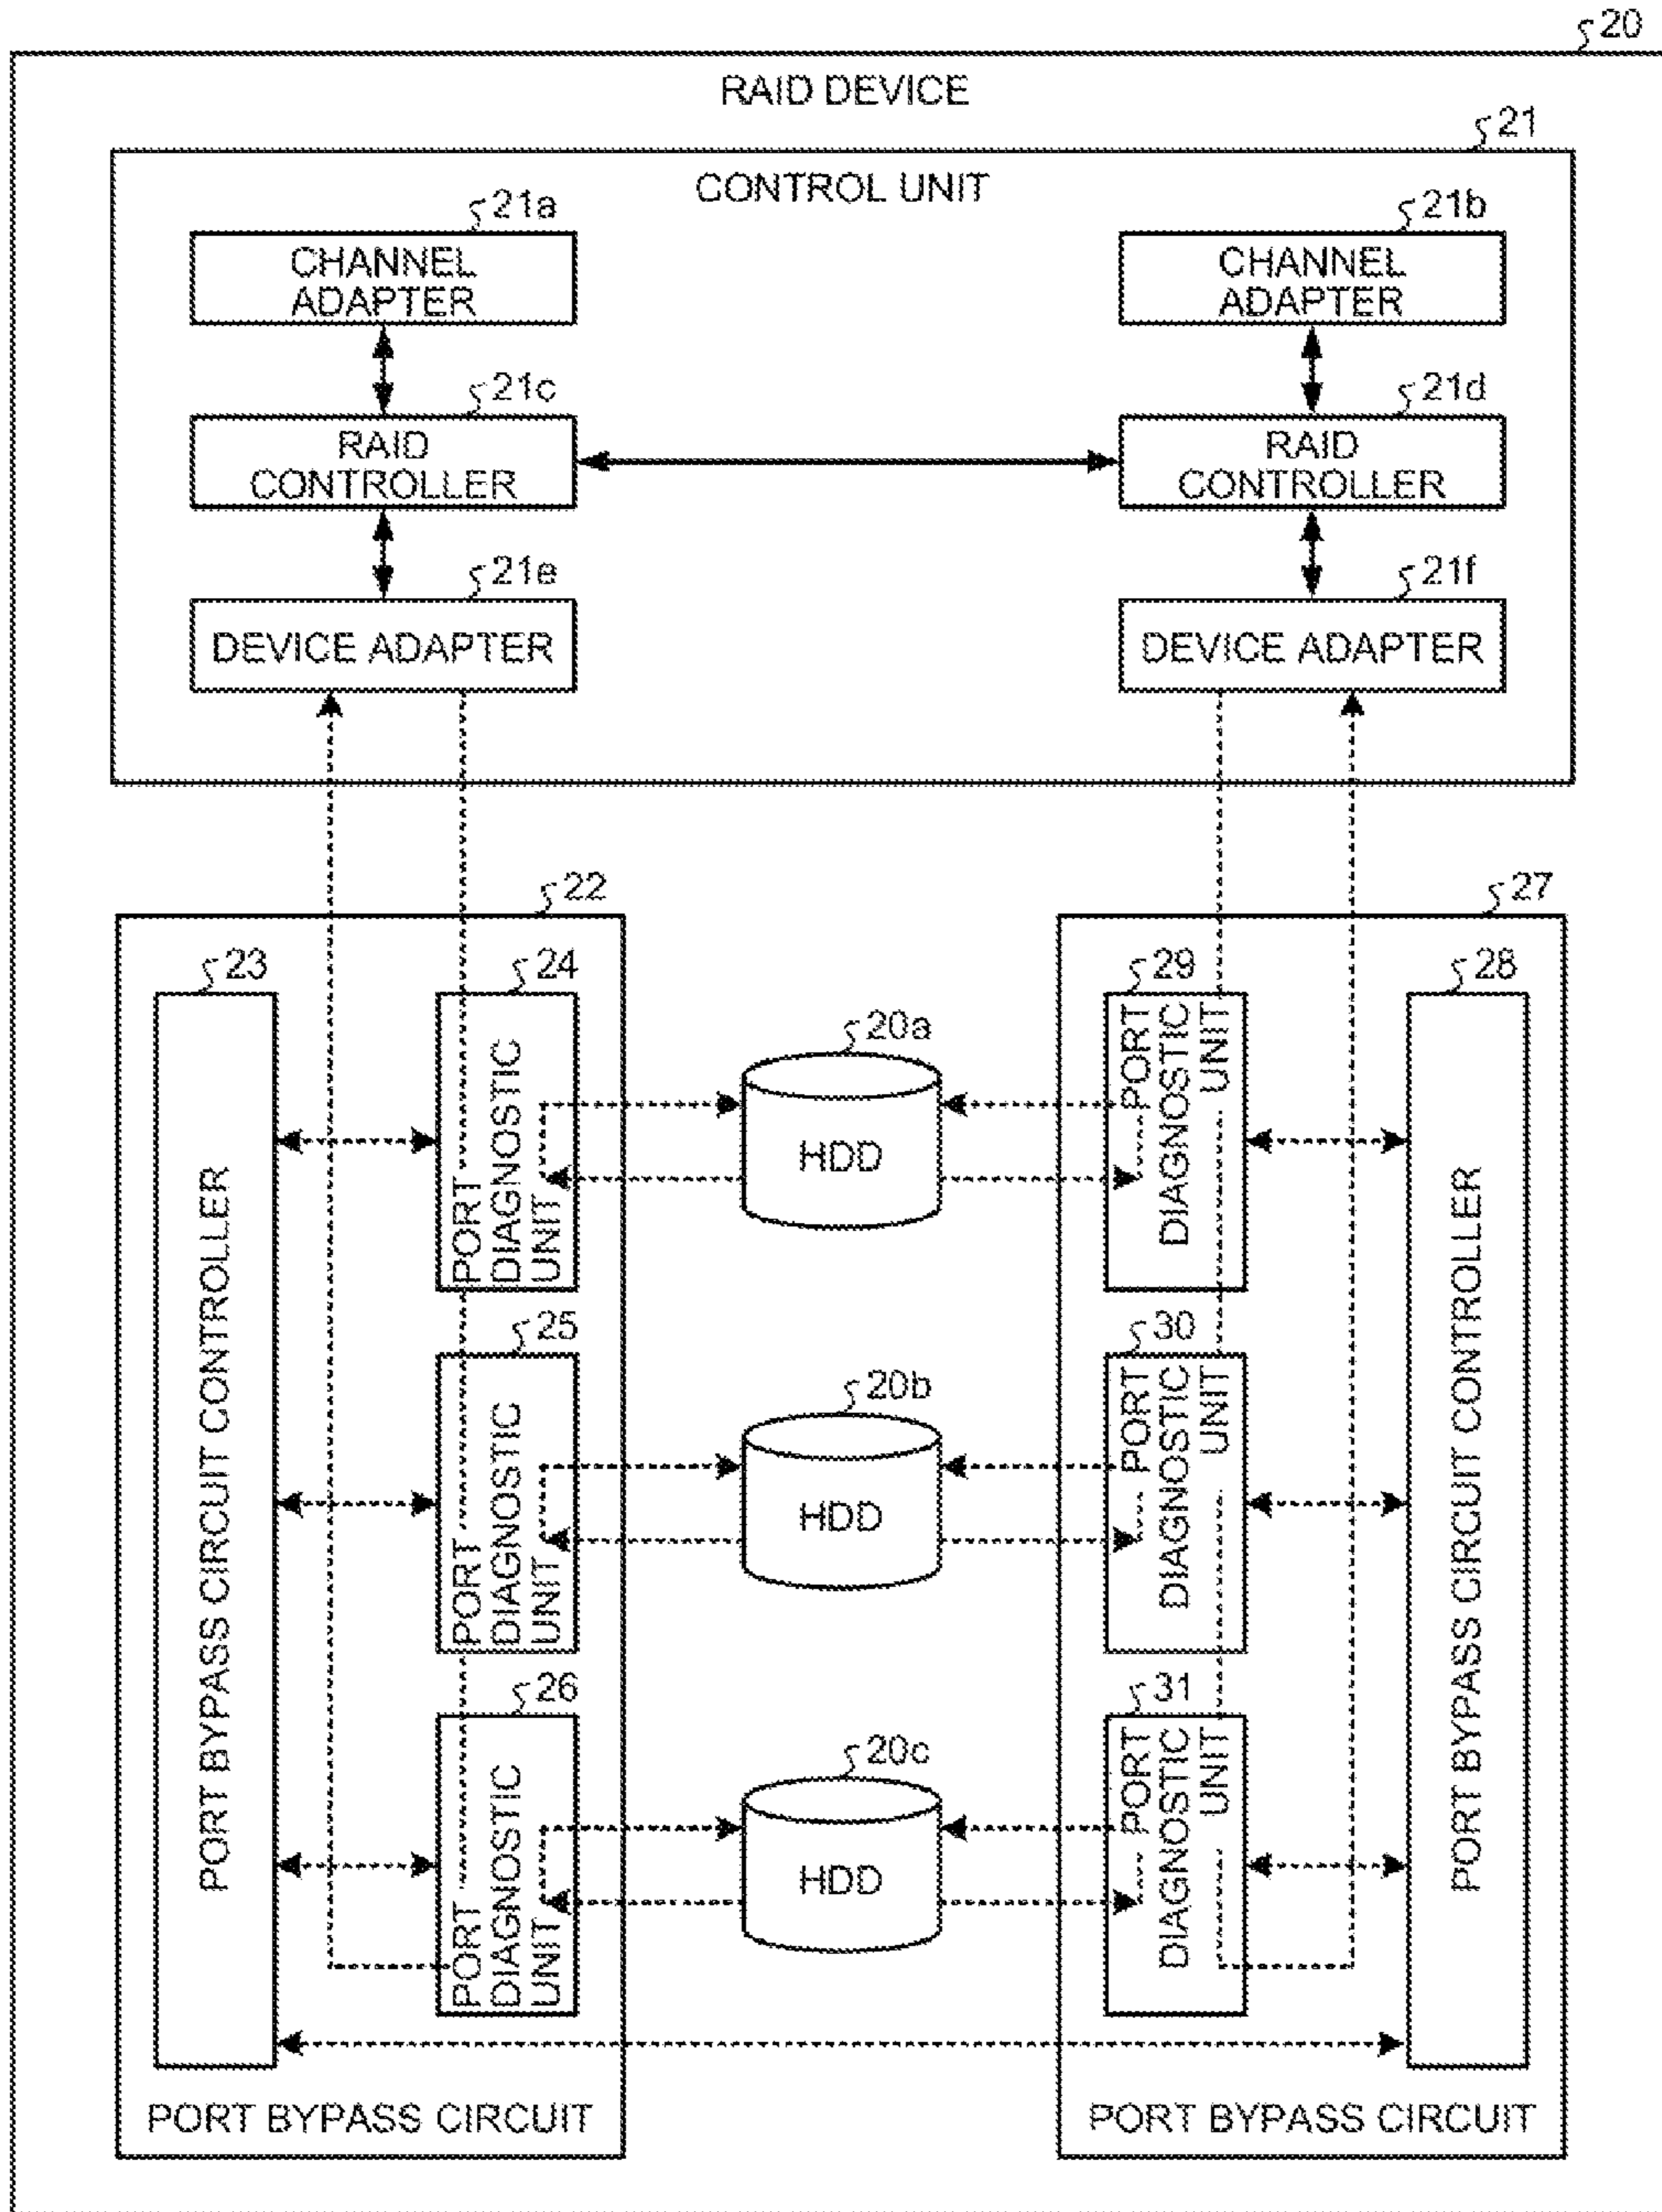 20
RAID DEVICE
21
CONTROL UNIT
21a
CHANNEL
ADAPTER
21b
CHANNEL
ADAPTER
21c
RAID
CONTROLLER
21d
RAID
CONTROLLER
21e
DEVICE ADAPTER
21f
DEVICE ADAPTER
22
23
PORT BYPASS CIRCUIT CONTROLLER
24
PORT
DIAGNOSTIC
UNIT
25
PORT
DIAGNOSTIC
UNIT
26
PORT
DIAGNOSTIC
UNIT
PORT BYPASS CIRCUIT
20a
HDD
20b
HDD
20c
HDD
27
29
PORT
DIAGNOSTIC
UNIT
30
PORT
DIAGNOSTIC
UNIT
31
PORT
DIAGNOSTIC
UNIT
28
PORT BYPASS CIRCUIT CONTROLLER
PORT BYPASS CIRCUIT